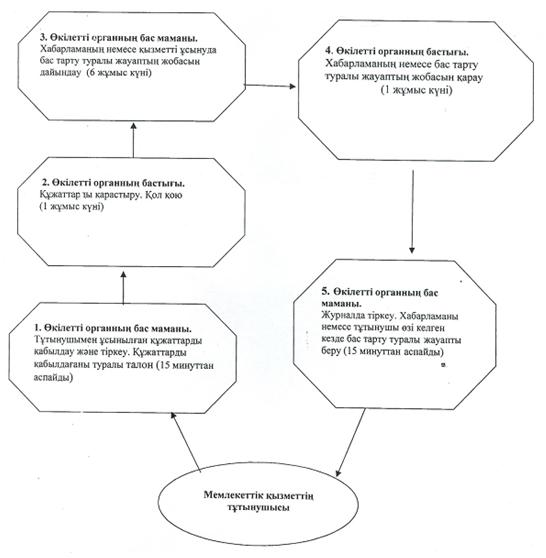 3. Өкілетті органның бас маманы.
Хабарламаның немесе қызметті ұсынуда
бас тарту туралы жауаптың жобасын
дайындау (6 жұмыс күні)
4. Өкілетті органның бастығы.
Хабарламаның немесе бас тарту
туралы жауаптың жобасын қарау
(1 жұмыс күні)
2. Өкілетті органның бастығы.
Құжаттарды қарастыру. Қол қою
(1 жұмыс күні)
5. Өкілетті органның бас
маманы.
Журналда тіркеу. Хабарламаны
немесе тұтынушы өзі келген
кезде бас тарту туралы жауапты
беру (15 минуттан аспайды)
1. Өкілетті органның бас маманы.
Тұтынушымен ұсынылған құжаттарды
қабылдау және тіркеу. Құжаттарды
қабылдағаны туралы талон (15 минуттан
аспайды)
Мемлекеттік қызметтің
тұтынушысы